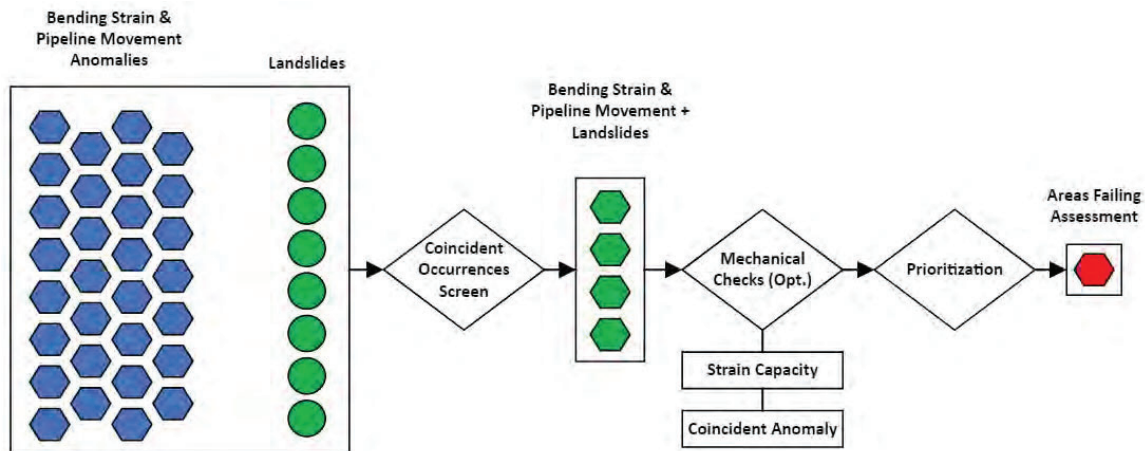 Bending Strain &
Pipeline Movement
Anomalies
Landslides
Bending Strain &
Pipeline Movement +
Landslides
Areas Failing
Assessment
Coincident
Occurrences
Screen
Mechanical
Checks (Opt.)
Prioritization
Strain Capacity
Coincident Anomaly